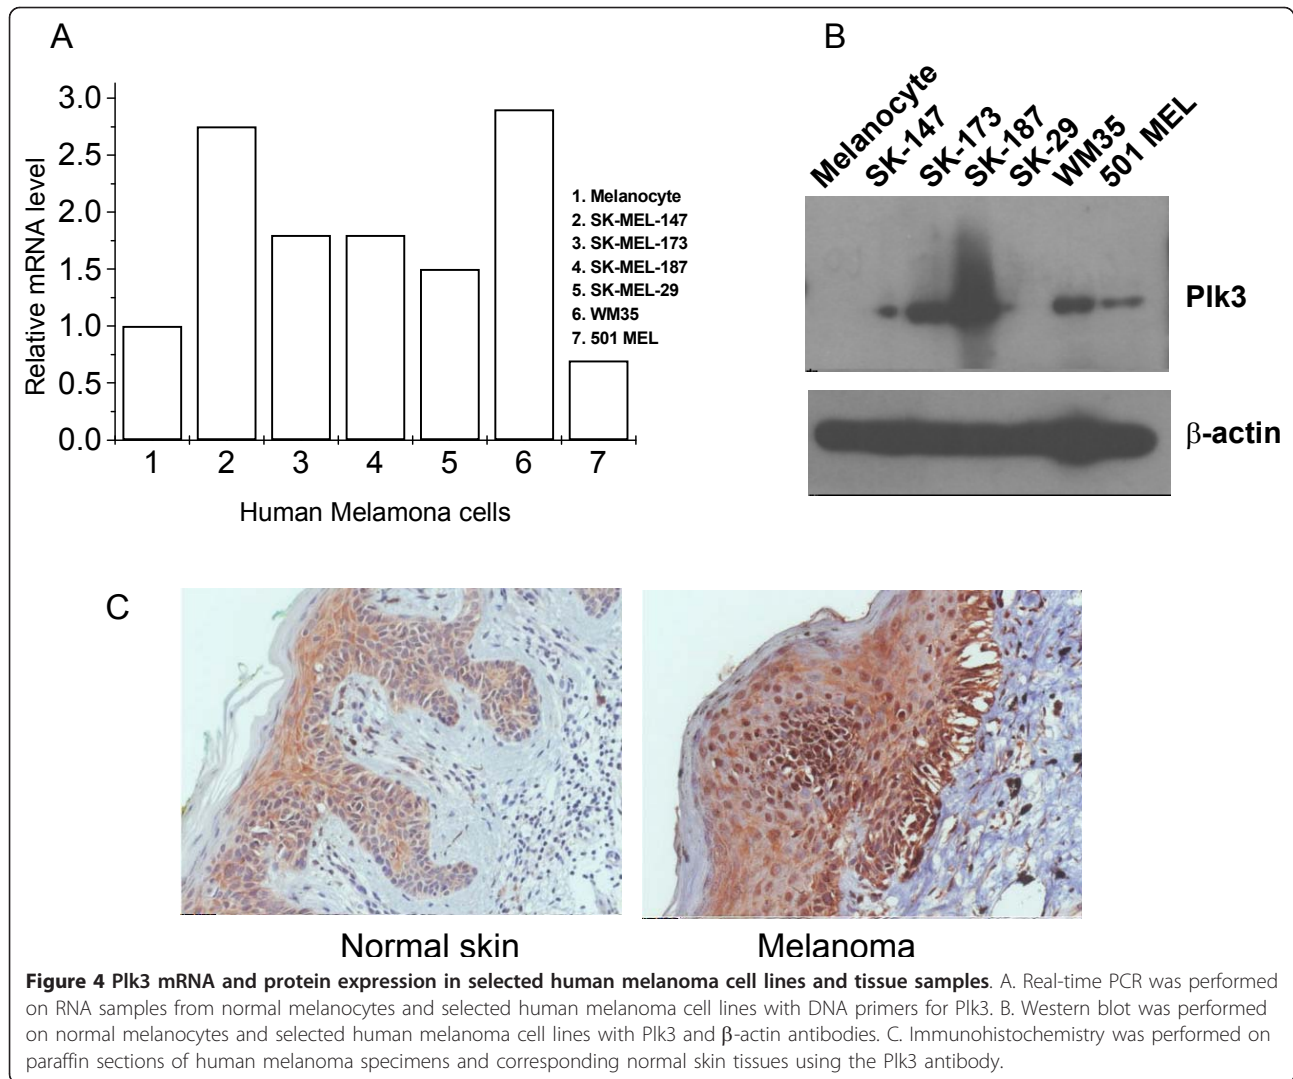 A
3.0
2.5
2.0
1.5
1.0
0.5
0.0
Relative mRNA level
1 2 3 4 5 6 7
Human Melamona cells
1. Melanocyte
2. SK-MEL-147
3. SK-MEL-173
4. SK-MEL-187
5. SK-MEL-29
6. WM35
7. 501 MEL
B
Melanocyte
SK-147
SK-173
SK-187
SK-29
WM35
501 MEL
Plk3
β-actin
C
Normal skin
Melanoma
Figure 4 Plk3 mRNA and protein expression in selected human melanoma cell lines and tissue samples. A. Real-time PCR was performed
on RNA samples from normal melanocytes and selected human melanoma cell lines with DNA primers for Plk3. B. Western blot was performed
on normal melanocytes and selected human melanoma cell lines with Plk3 and β-actin antibodies. C. Immunohistochemistry was performed on
paraffin sections of human melanoma specimens and corresponding normal skin tissues using the Plk3 antibody.